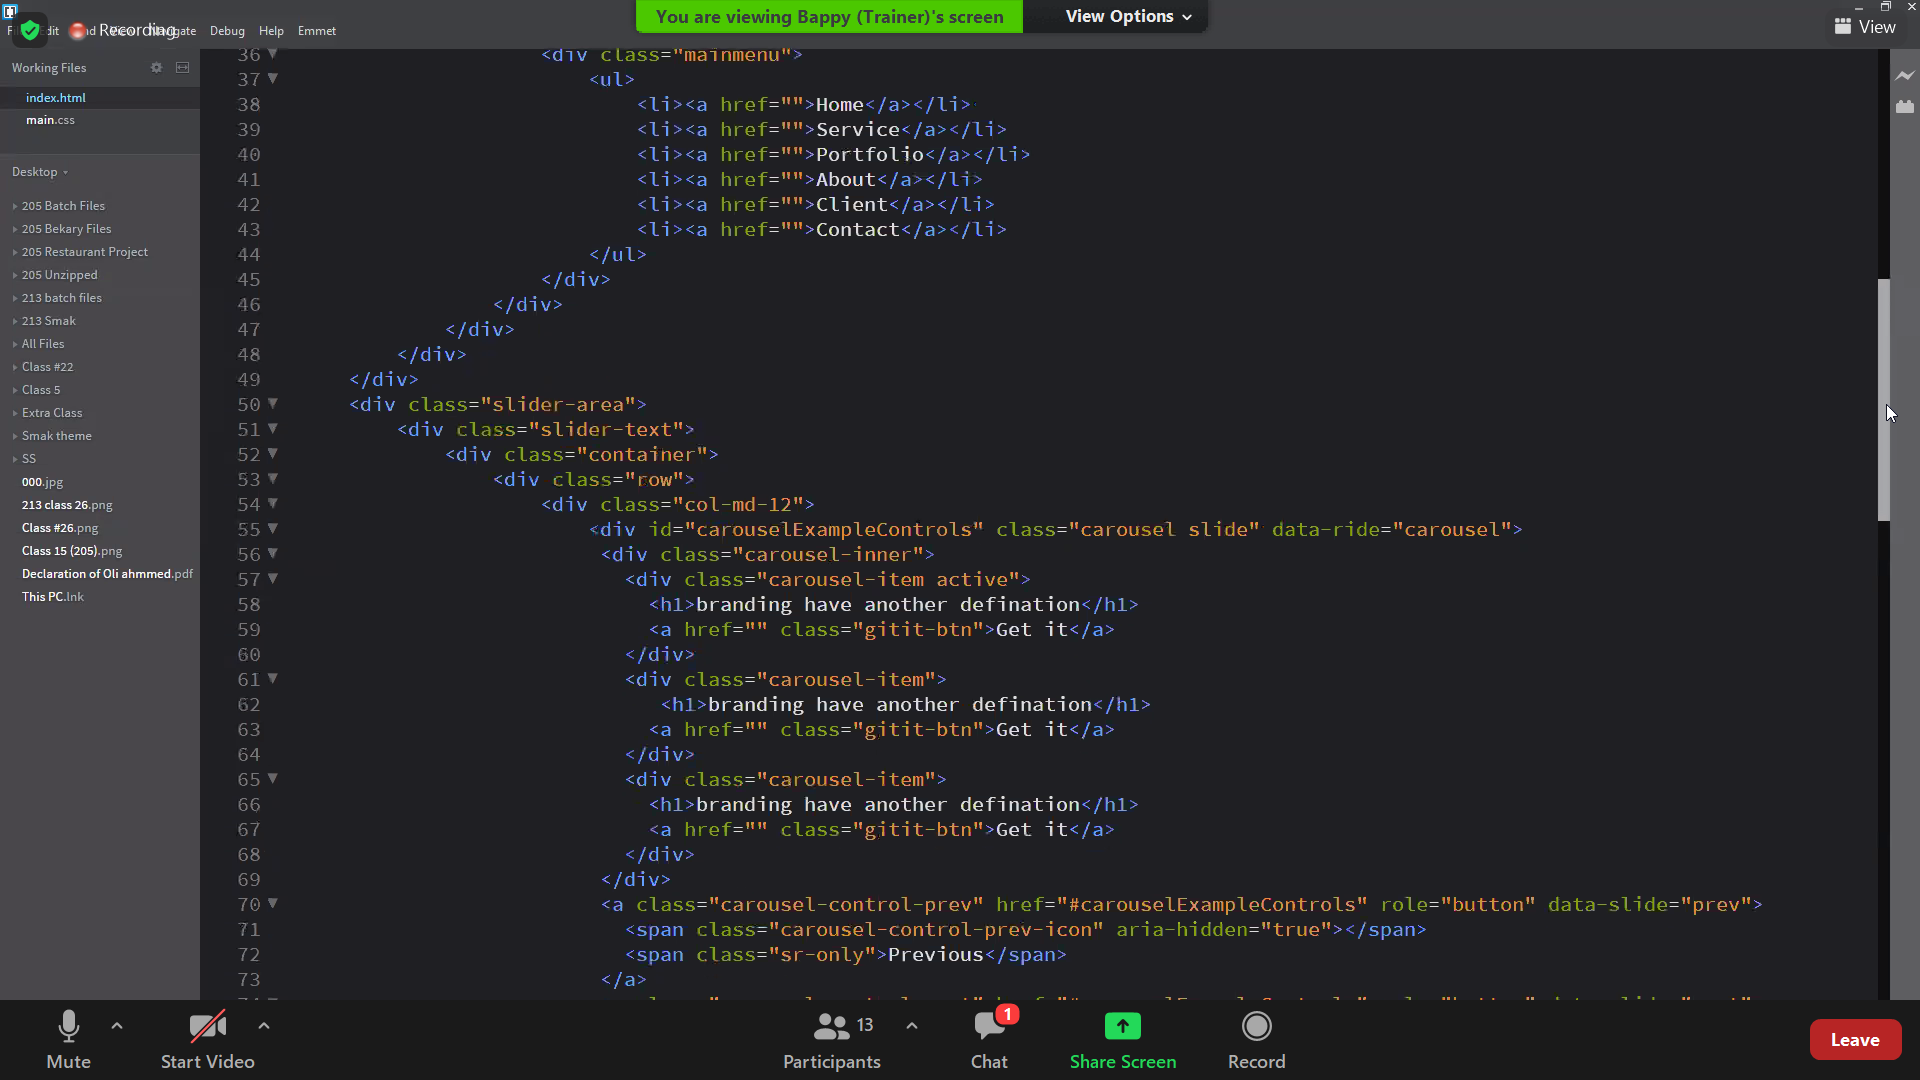 You are viewing Bappy (Trainer)'s screen
View Options
View
Recording
Debug
Help
Emmet
Working Files
index.html
main.css
Desktop
205 Batch Files
205 Bekary Files
205 Restaurant Project
205 Unzipped
213 batch files
213 Smak
All Files
Class #22
Class 5
Extra Class
Smak theme
SS
000.jpg
213 class 26.png
Class #26.png
Class 15 (205).png
Declaration of Oli ahmmed.pdf
This PC.lnk
36 <div class="mainmenu">
37 <ul>
38 <li><a href="">Home</a></li>
39 <li><a href="">Service</a></li>
40 <li><a href="">Portfolio</a></li>
41 <li><a href="">About</a></li>
42 <li><a href="">Client</a></li>
43 <li><a href="">Contact</a></li>
44 </ul>
45 </div>
46 </div>
47 </div>
48 </div>
49 </div>
50 <div class="slider-area">
51 <div class="slider-text">
52 <div class="container">
53 <div class="row">
54 <div class="col-md-12">
55 <div id="carouselExampleControls" class="carousel slide" data-ride="carousel">
56 <div class="carousel-inner">
57 <div class="carousel-item active">
58 <h1>branding have another defination</h1>
59 <a href="" class="gitit-btn">Get it</a>
60 </div>
61 <div class="carousel-item">
62 <h1>branding have another defination</h1>
63 <a href="" class="gitit-btn">Get it</a>
64 </div>
65 <div class="carousel-item">
66 <h1>branding have another defination</h1>
67 <a href="" class="gitit-btn">Get it</a>
68 </div>
69 </div>
70 <a class="carousel-control-prev" href="#carouselExampleControls" role="button" data-slide="prev">
71 <span class="carousel-control-prev-icon" aria-hidden="true"></span>
72 <span class="sr-only">Previous</span>
73 </a>
Mute
Start Video
13
Participants
1
Chat
Share Screen
Record
Leave